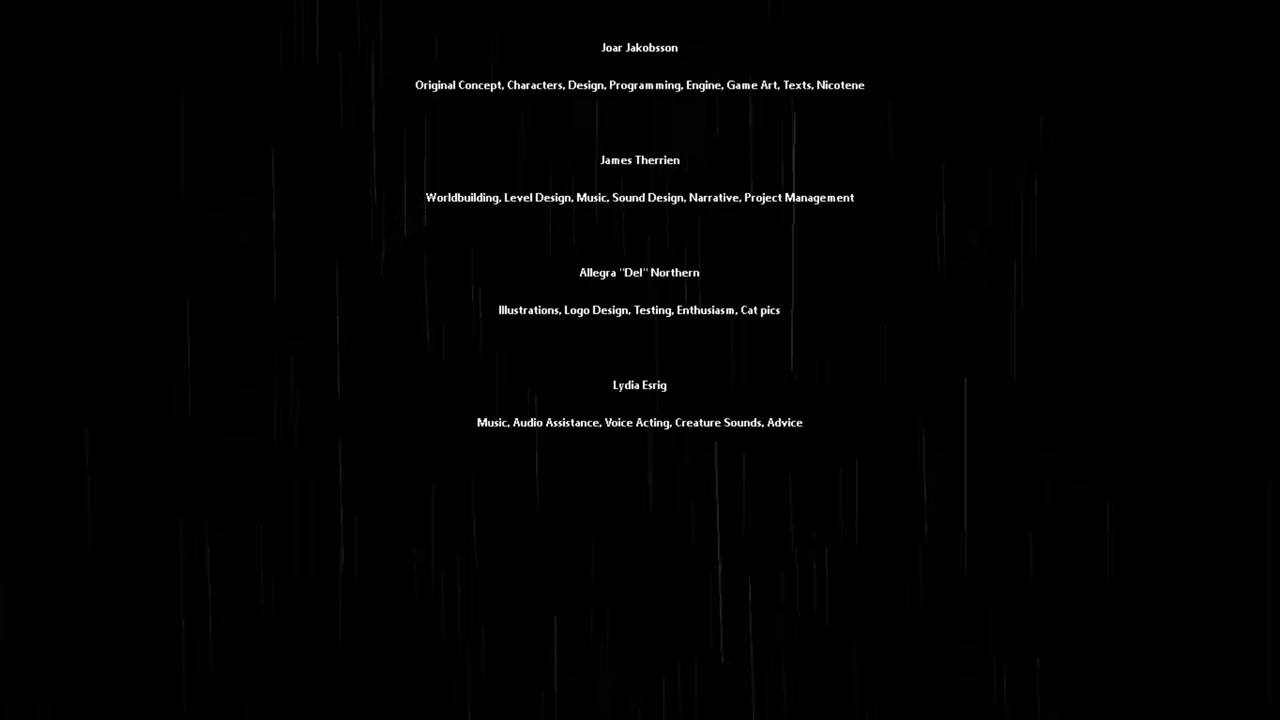 Joar Jakobsson
Original Concept, Characters, Design, Programming, Engine, Game Art, Texts, Nicotene
James Therrien
Worldbuilding, Level Design, Music, Sound Design, Narrative, Project Management
Allegra "Del" Northern
Illustrations, Logo Design, Testing, Enthusiasm, Cat pics
Lydia Esrig
Music, Audio Assistance, Voice Acting, Creature Sounds, Advice